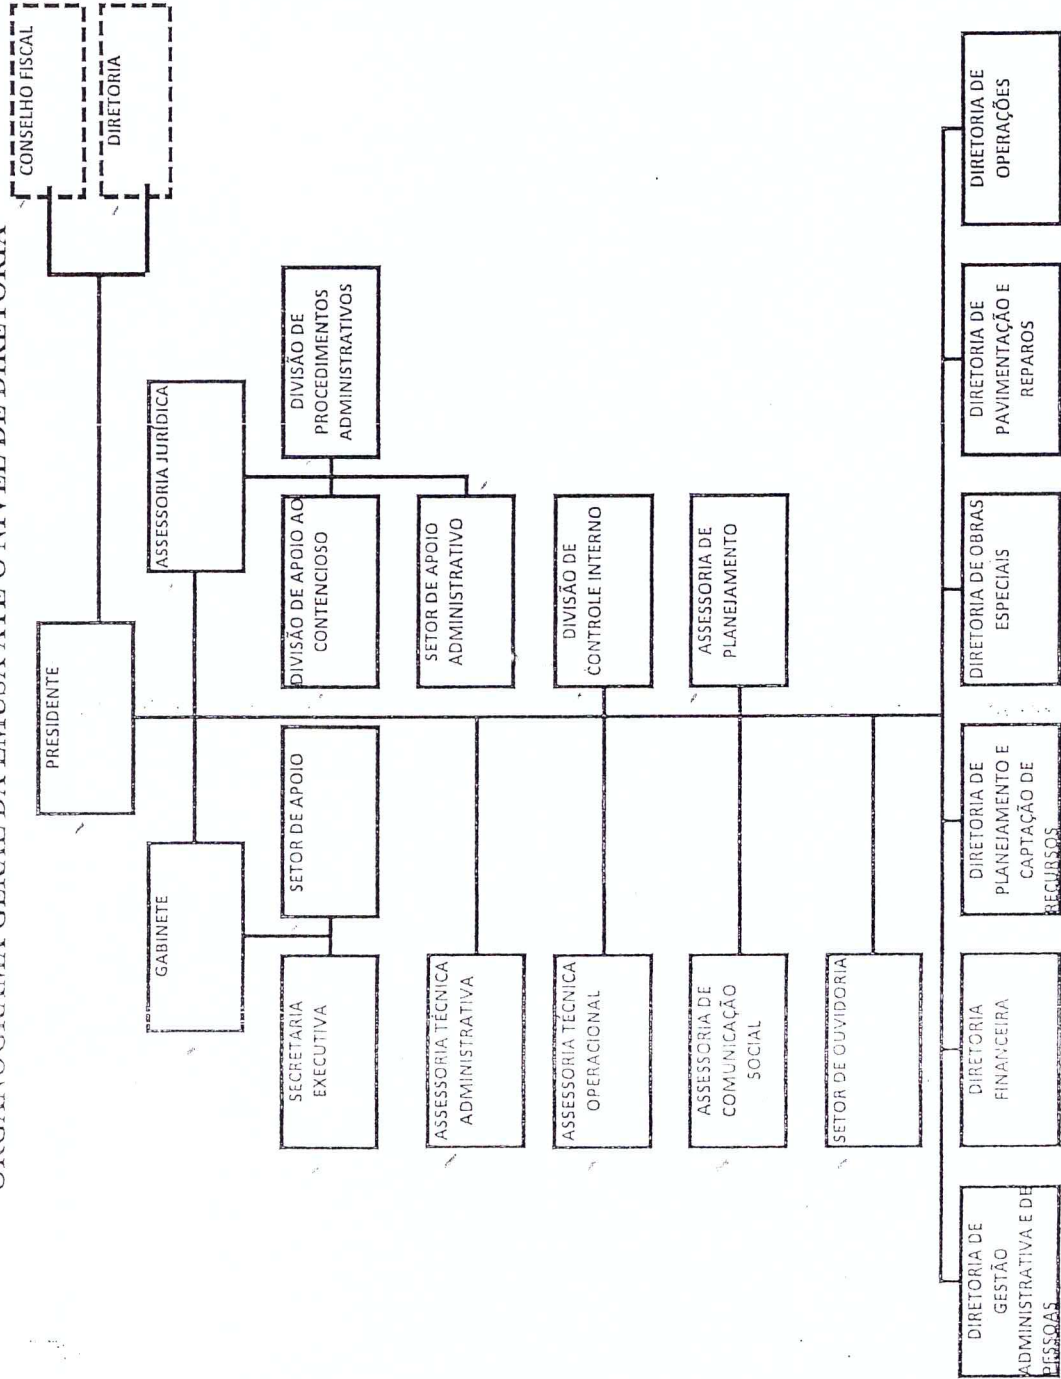 ORGANOGRAMA GERAL DA EMUSA ATÉ O NÍVEL DE DIRETORIA
CONSELHO FISCAL
DIRETORIA
PRESIDENTE
GABINETE
ASSESSORIA JURÍDICA
SECRETARIA
EXECUTIVA
SETOR DE APOIO
DIVISÃO DE APOIO AO
CONTENCIOSO
DIVISÃO DE
PROCEDIMENTOS
ADMINISTRATIVOS
ASSESSORIA TÉCNICA
ADMINISTRATIVA
SETOR DE APOIO
ADMINISTRATIVO
ASSESSORIA TÉCNICA
OPERACIONAL
DIVISÃO DE
CONTROLE INTERNO
ASSESSORIA DE
COMUNICAÇÃO
SOCIAL
ASSESSORIA DE
PLANEJAMENTO
SETOR DE OUVIDORIA
DIRETORIA DE
GESTÃO
ADMINISTRATIVA E DE
PESSOAS
DIRETORIA
FINANCEIRA
DIRETORIA DE
PLANEJAMENTO E
CAPTAÇÃO DE
RECURSOS
DIRETORIA DE OBRAS
ESPECIAIS
DIRETORIA DE
PAVIMENTAÇÃO E
REPAROS
DIRETORIA DE
OPERAÇÕES